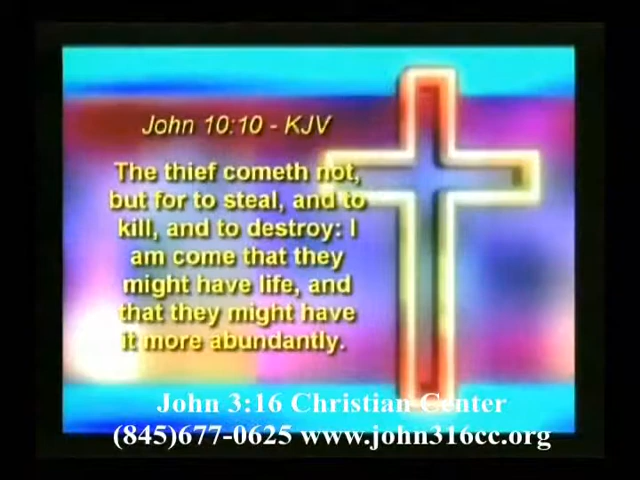 John 10:10 - KJV
The thief cometh not,
but for to steal, and to
kill, and to destroy: I
am come that they
might have life, and
that they might have
it more abundantly.
John 3:16 Christian Center
(845)677-0625 www.john316cc.org